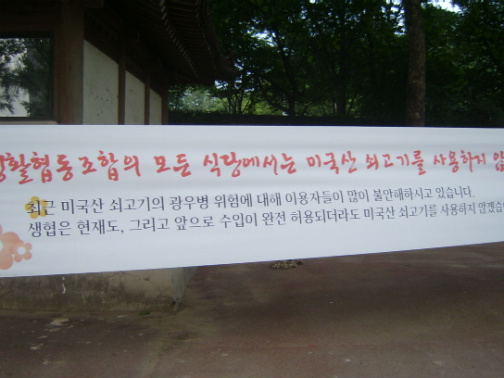 활협동조합의 모든 식당에서는 미국산 쇠고기를 사용하지 않
최근 미국산 쇠고기의 광우병 위험에 대해 이용자들이 많이 불안해하시고 있습니다.
생협은 현재도, 그리고 앞으로 수입이 완전 허용되더라도 미국산 쇠고기를 사용하지 않겠습